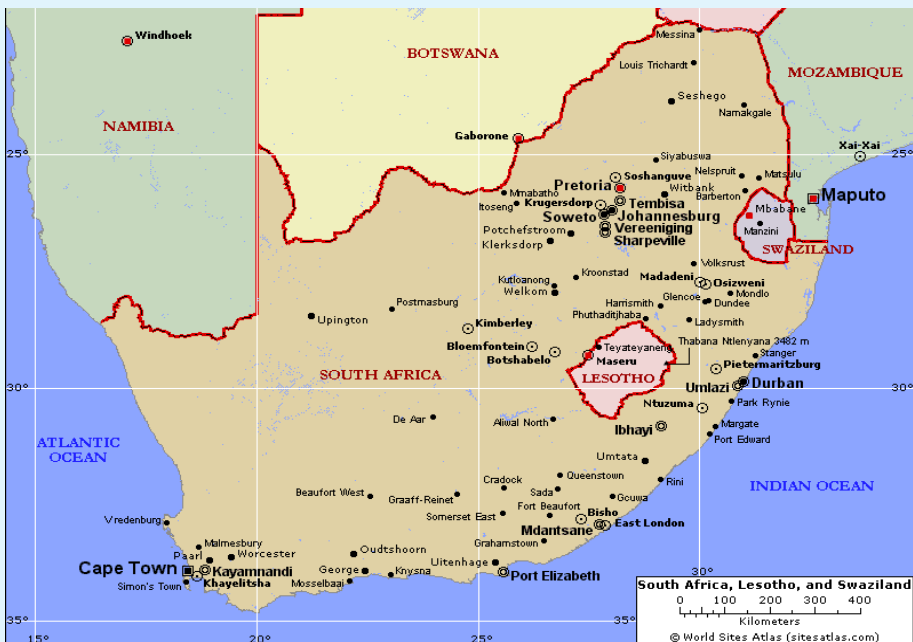 Messina
Windhoek
BOTSWANA
Louis Trichardt
MOZAMBIQUE
Seshego
Namakgale
NAMIBIA
Gaborone
Xai-Xai
25°
25°
Siyabuswa
Soshanguve
Nelspruit
Matsulu
Pretoria
Mmabatho
Witbank
Barberton
Maputo
Krugersdorp
Tembisa
Itoseng
Mbabane
Soweto
Johannesburg
Vereeniging
Manzini
Potchefstroom
Sharpeville
Klerksdorp
SWAZILAND
Volksrust
Kroonstad
Madadeni
Osizweni
Kutloanong
Welkom
Mondlo
Postmasburg
Harrismith
Glencoe
Dundee
Upington
Phuthaditjhaba
Kimberley
Ladysmith
Thabana Ntlenyana 3482 m
Bloemfontein
Teyateyaneng
Stanger
Botshabelo
Maseru
Pietermaritzburg
SOUTH AFRICA
LESOTHO
Umlazi
Durban
30°
30°
Ntuzuma
Park Rynie
De Aar
Aliwal North
Ibhayi
Margate
Port Edward
ATLANTIC
OCEAN
Umtata
Cradock
Queenstown
Rini
INDIAN OCEAN
Beaufort West
Graaff-Reinet
Sada
Gcuwa
Somerset East
Fort Beaufort
Bisho
Vredenburg
Mdantsane
East London
Malmesbury
Grahamstown
Paarl
Worcester
Oudtshoorn
Uitenhage
Cape Town
Kayamnandi
George
Knysna
Port Elizabeth
30°
Khayelitsha
Simon's Town
Mosselbaai
South Africa, Lesotho, and Swaziland
0 50 100 200 300 400
Kilometers
35°
15°
20°
25°
35°
© World Sites Atlas (sitesatlas.com)